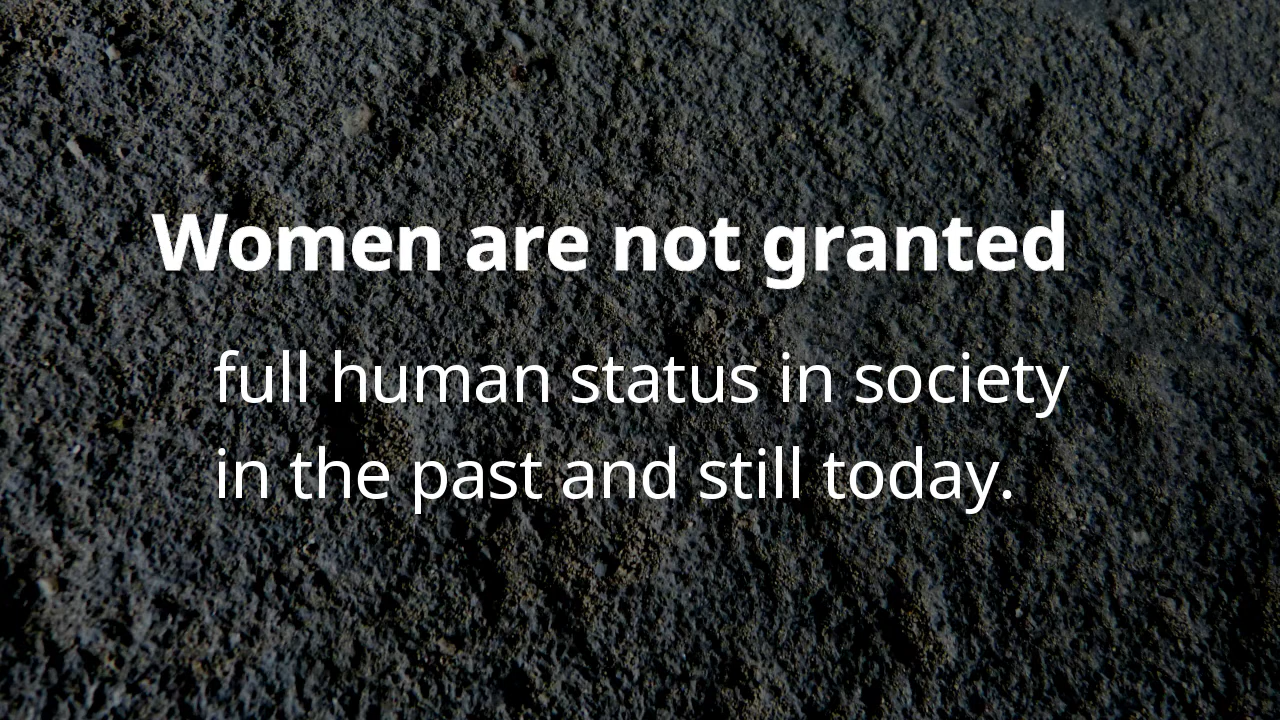 Women are not granted
full human status in society
in the past and still today.